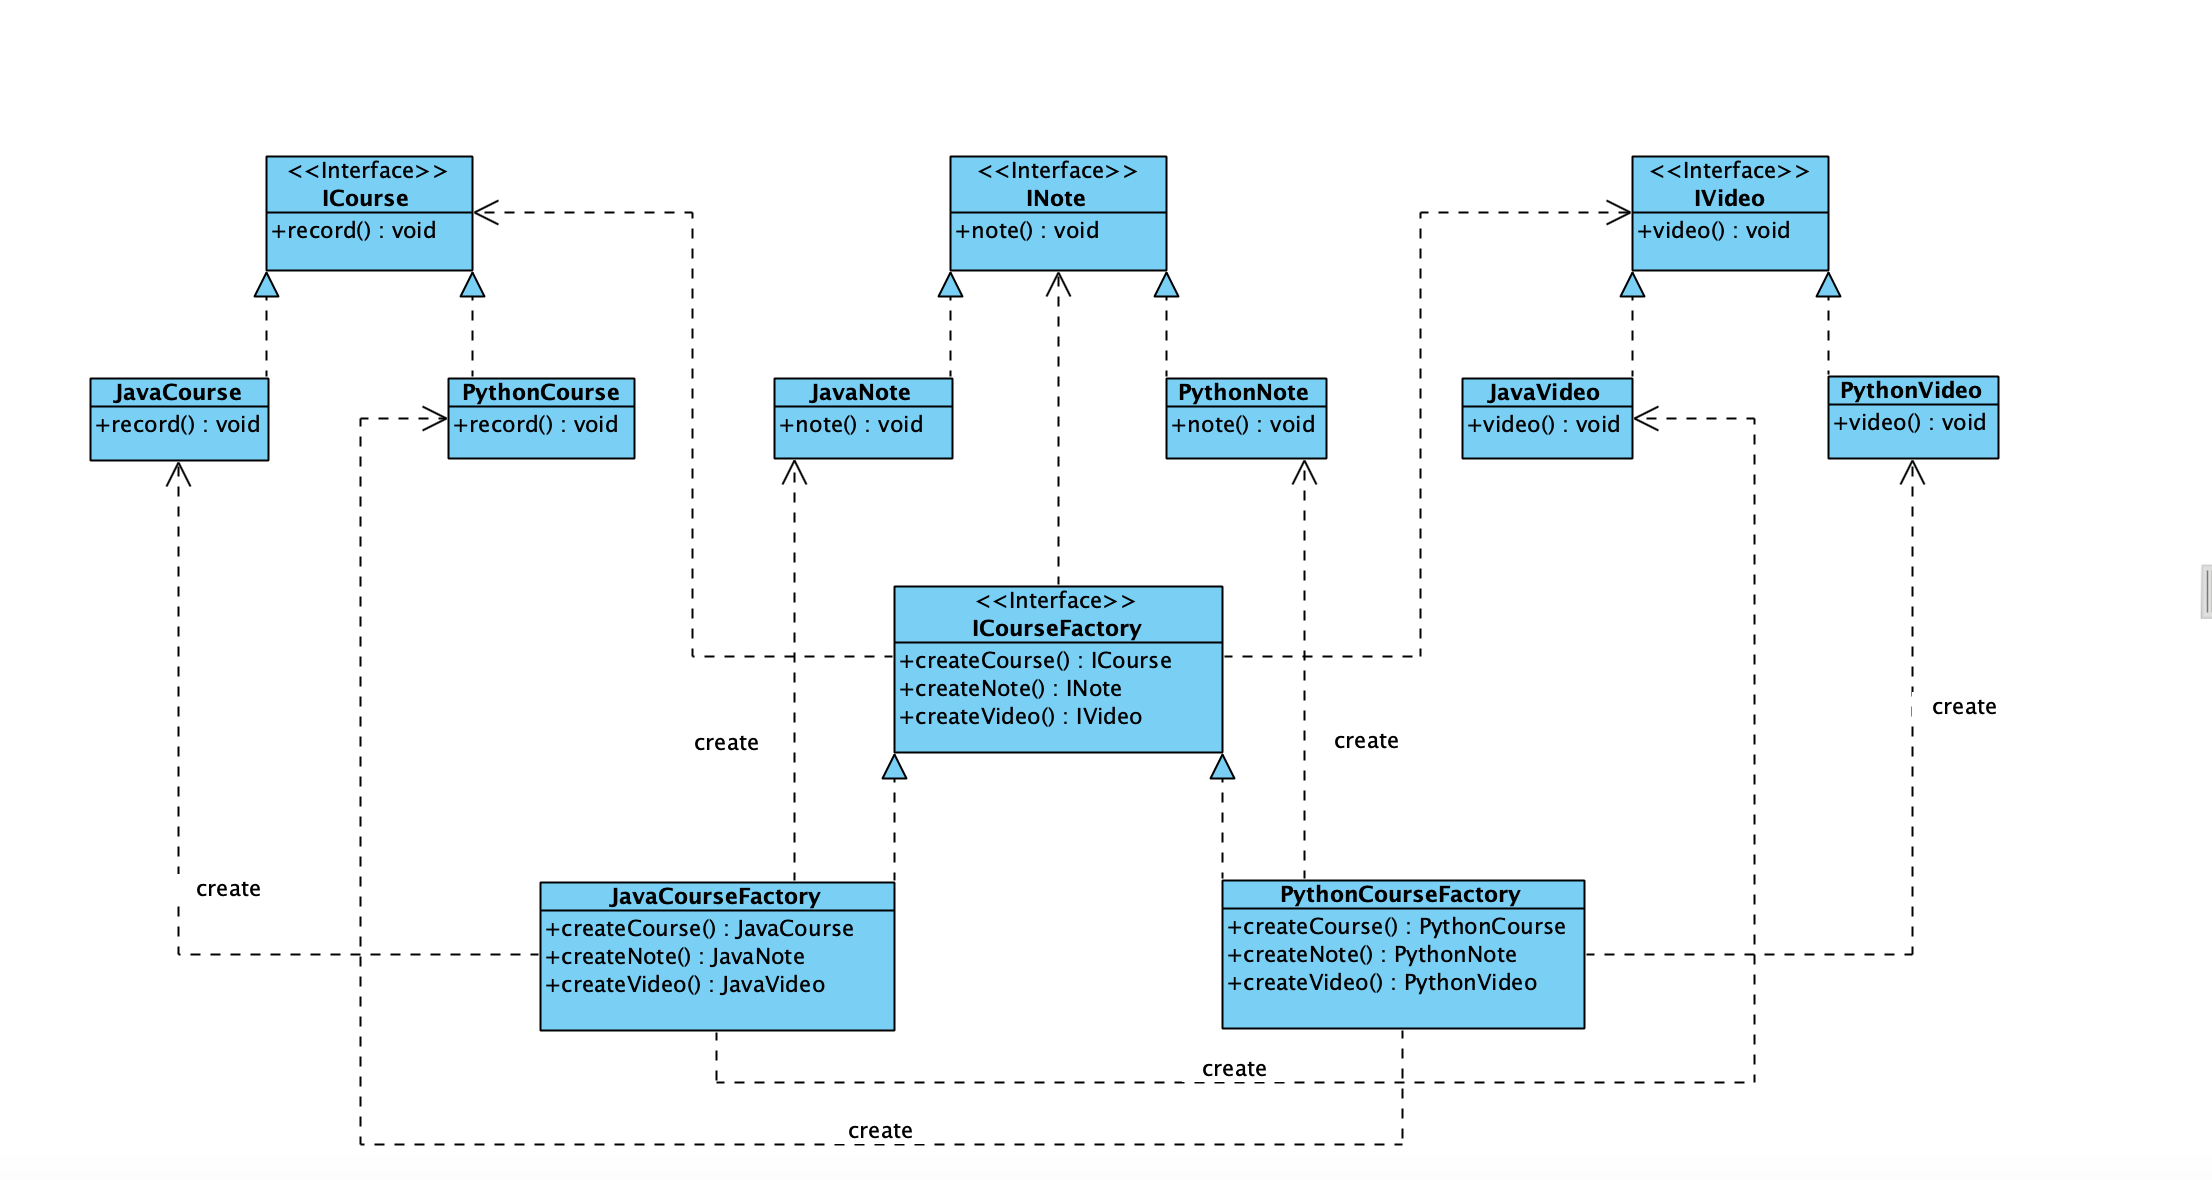 <<Interface>>
ICourse
+record() : void
<<Interface>>
INote
+note() : void
<<Interface>>
IVideo
+video() : void
JavaCourse
+record() : void
PythonCourse
+record() : void
JavaNote
+note() : void
PythonNote
+note() : void
JavaVideo
+video() : void
PythonVideo
+video() : void
<<Interface>>
ICourseFactory
+createCourse() : ICourse
+createNote() : INote
+createVideo() : IVideo
create
create
create
create
JavaCourseFactory
+createCourse() : JavaCourse
+createNote() : JavaNote
+createVideo() : JavaVideo
PythonCourseFactory
+createCourse() : PythonCourse
+createNote() : PythonNote
+createVideo() : PythonVideo
create
create